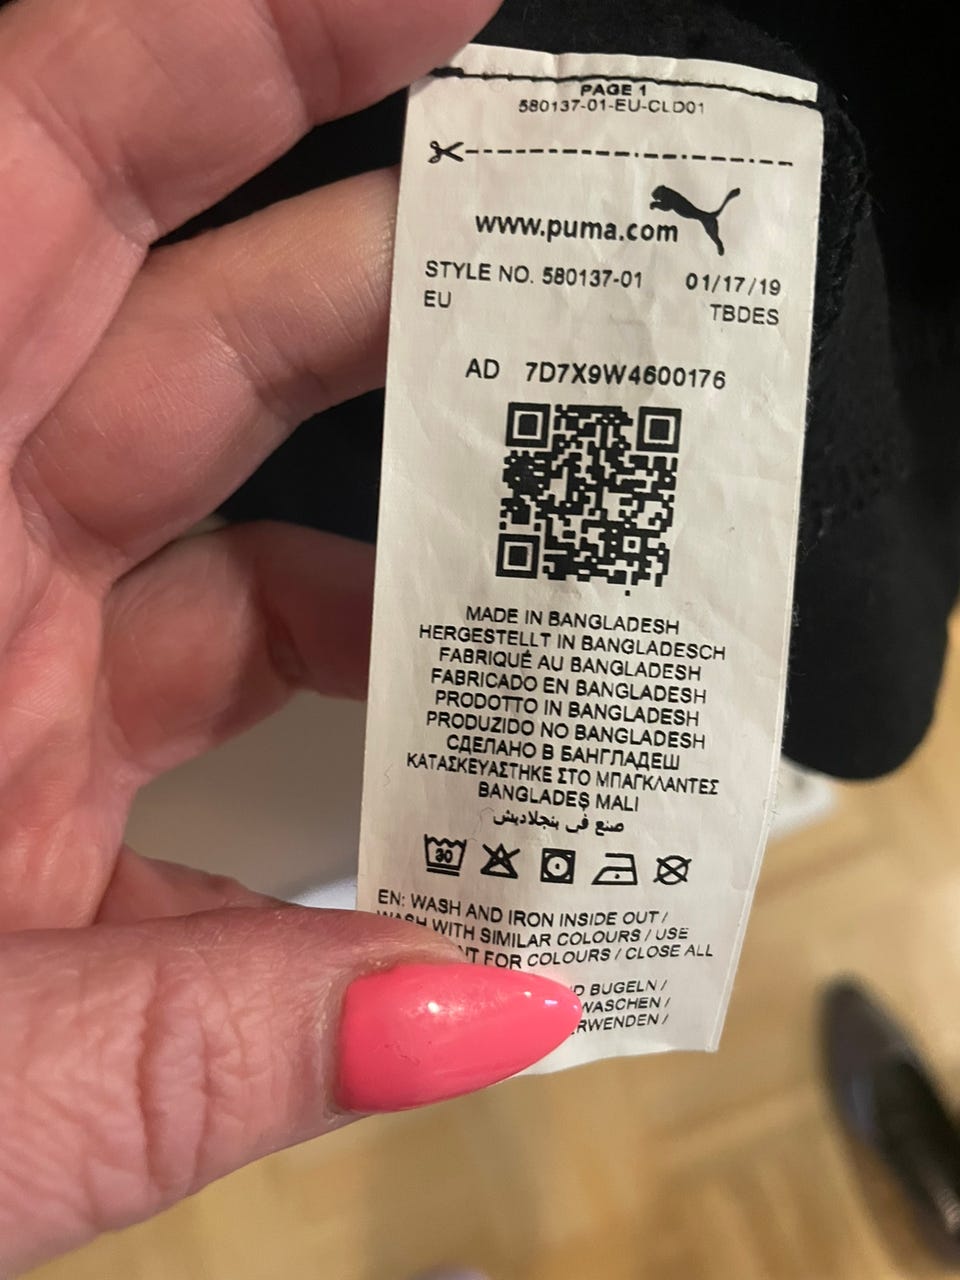 PAGE 1
580137-01-EU-CLD01
www.puma.com
STYLE NO. 580137-01 01/17/19
EU TBDES
AD 7D7X9W4600176
MADE IN BANGLADESH
HERGESTELLT IN BANGLADESCH
FABRIQUÉ AU BANGLADESH
FABRICADO EN BANGLADESH
PRODOTTO IN BANGLADESH
PRODUZIDO NO BANGLADESH
СДЕЛАНО В БАНГЛАДЕШ
ΚΑΤΑΣΚΕΥΑΣΤΗΚΕ ΣΤΟ ΜΠΑΓΚΛΑΝΤΕΣ
BANGLADEŞ MALI
صنع في بنجلاديش
30
EN: WASH AND IRON INSIDE OUT /
WASH WITH SIMILAR COLOURS / USE
FOR COLOURS / CLOSE ALL
BUGELN /
WASCHEN /